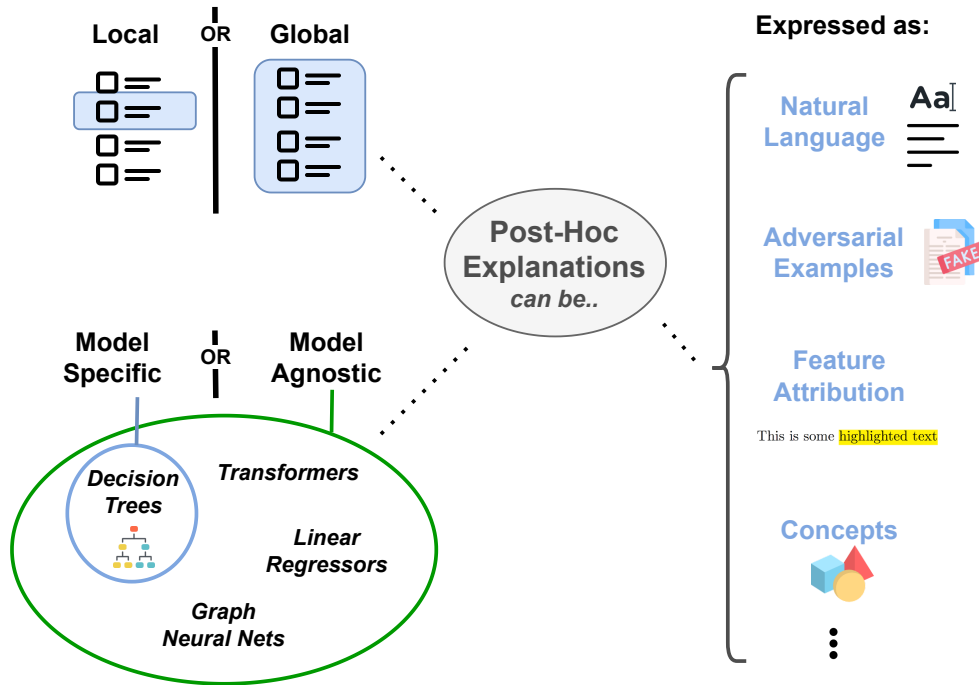 Local
OR
Global
Post-Hoc
Explanations
can be..
Model
Specific
OR
Model
Agnostic
Decision
Trees
Transformers
Linear
Regressors
Graph
Neural Nets
Expressed as:
Natural
Language
Aa
Adversarial
Examples
FAKE
Feature
Attribution
This is some highlighted text
Concepts